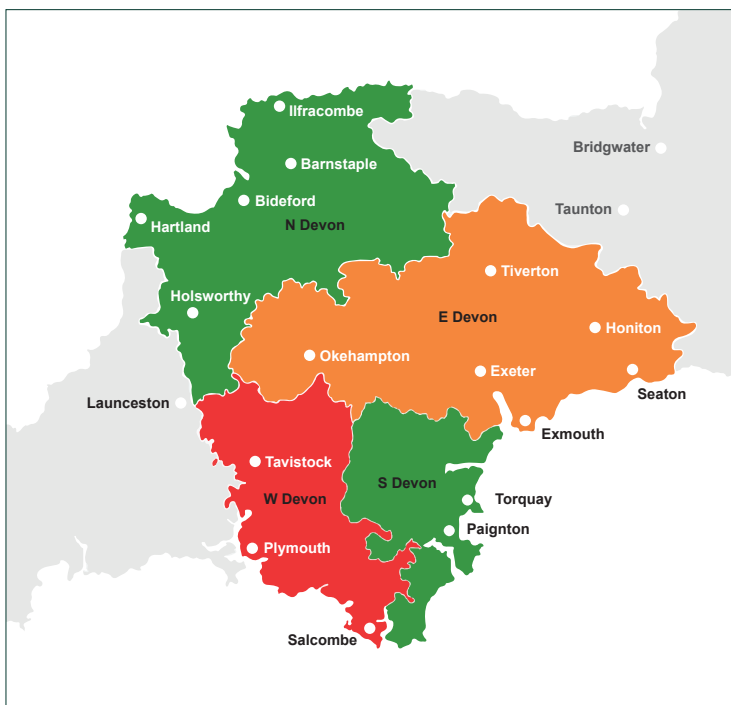 Ilfracombe
Bridgwater
Barnstaple
Bideford
Taunton
Hartland
N Devon
Tiverton
Holsworthy
E Devon
Honiton
Okehampton
Exeter
Seaton
Launceston
Exmouth
Tavistock
S Devon
W Devon
Torquay
Paignton
Plymouth
Salcombe